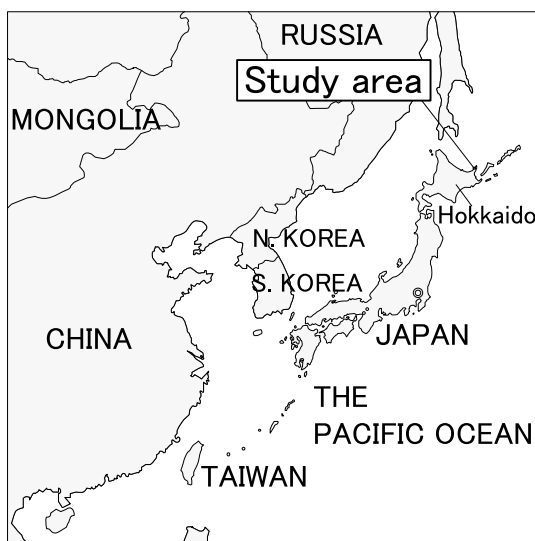 RUSSIA
Study area
MONGOLIA
Hokkaido
N. KOREA
S. KOREA
CHINA
JAPAN
THE
PACIFIC OCEAN
TAIWAN